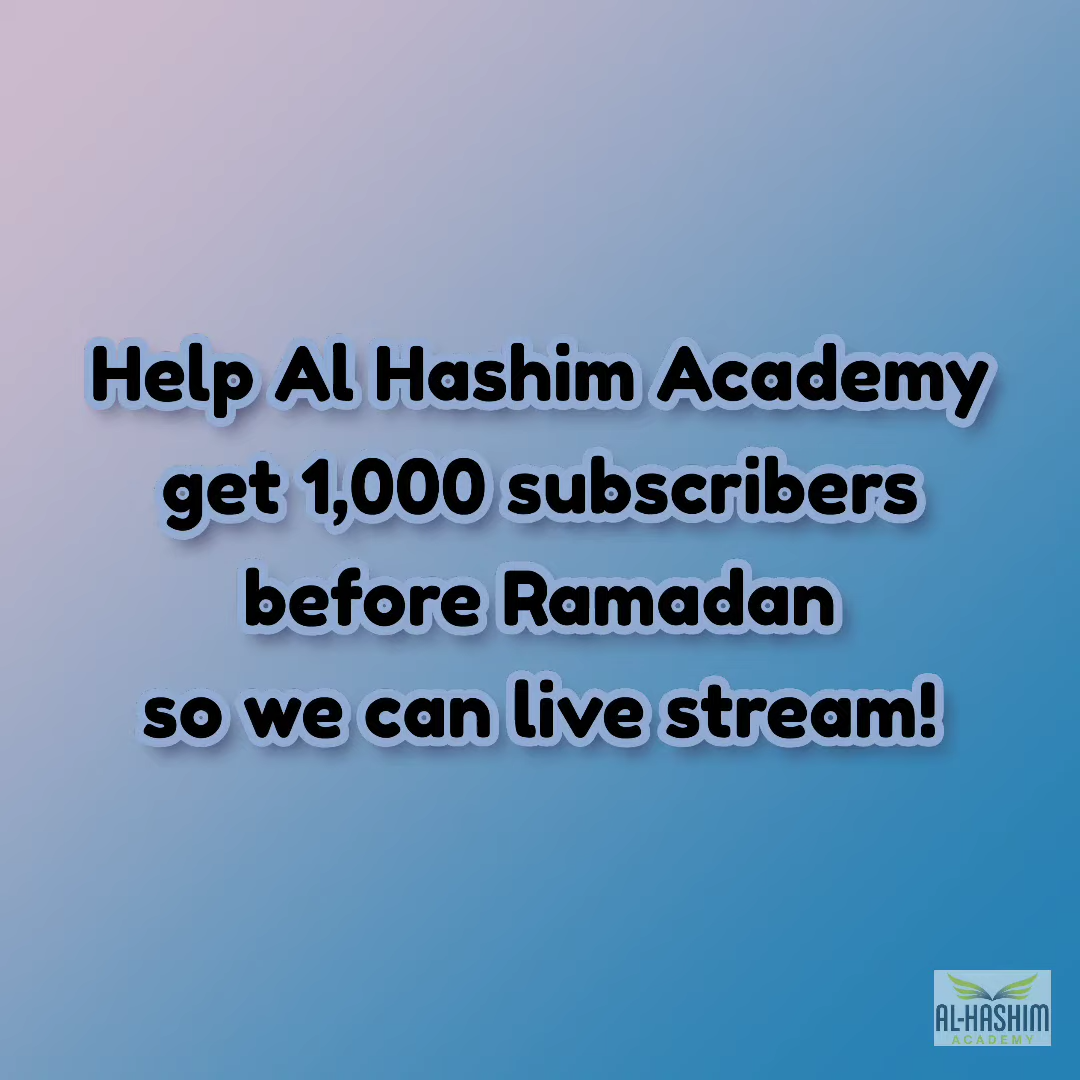 Help Al Hashim Academy
get 1,000 subscribers
before Ramadan
so we can live stream!
AL-HASHIM
ACADEMY